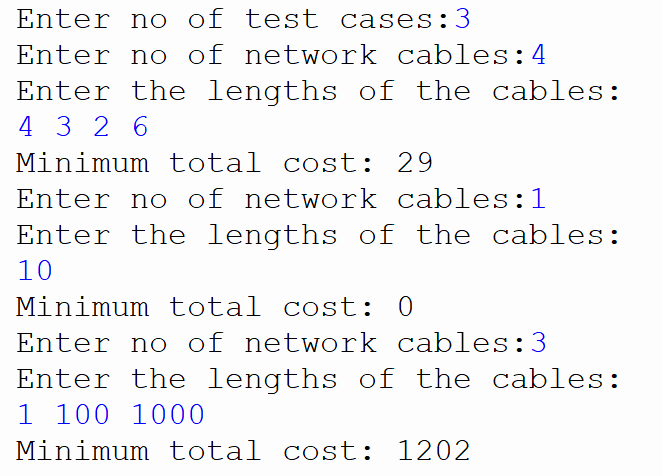 Enter no of test cases:3
Enter no of network cables:4
Enter the lengths of the cables:
4 3 2 6
Minimum total cost: 29
Enter no of network cables:1
Enter the lengths of the cables:
10
Minimum total cost: 0
Enter no of network cables:3
Enter the lengths of the cables:
1 100 1000
Minimum total cost: 1202